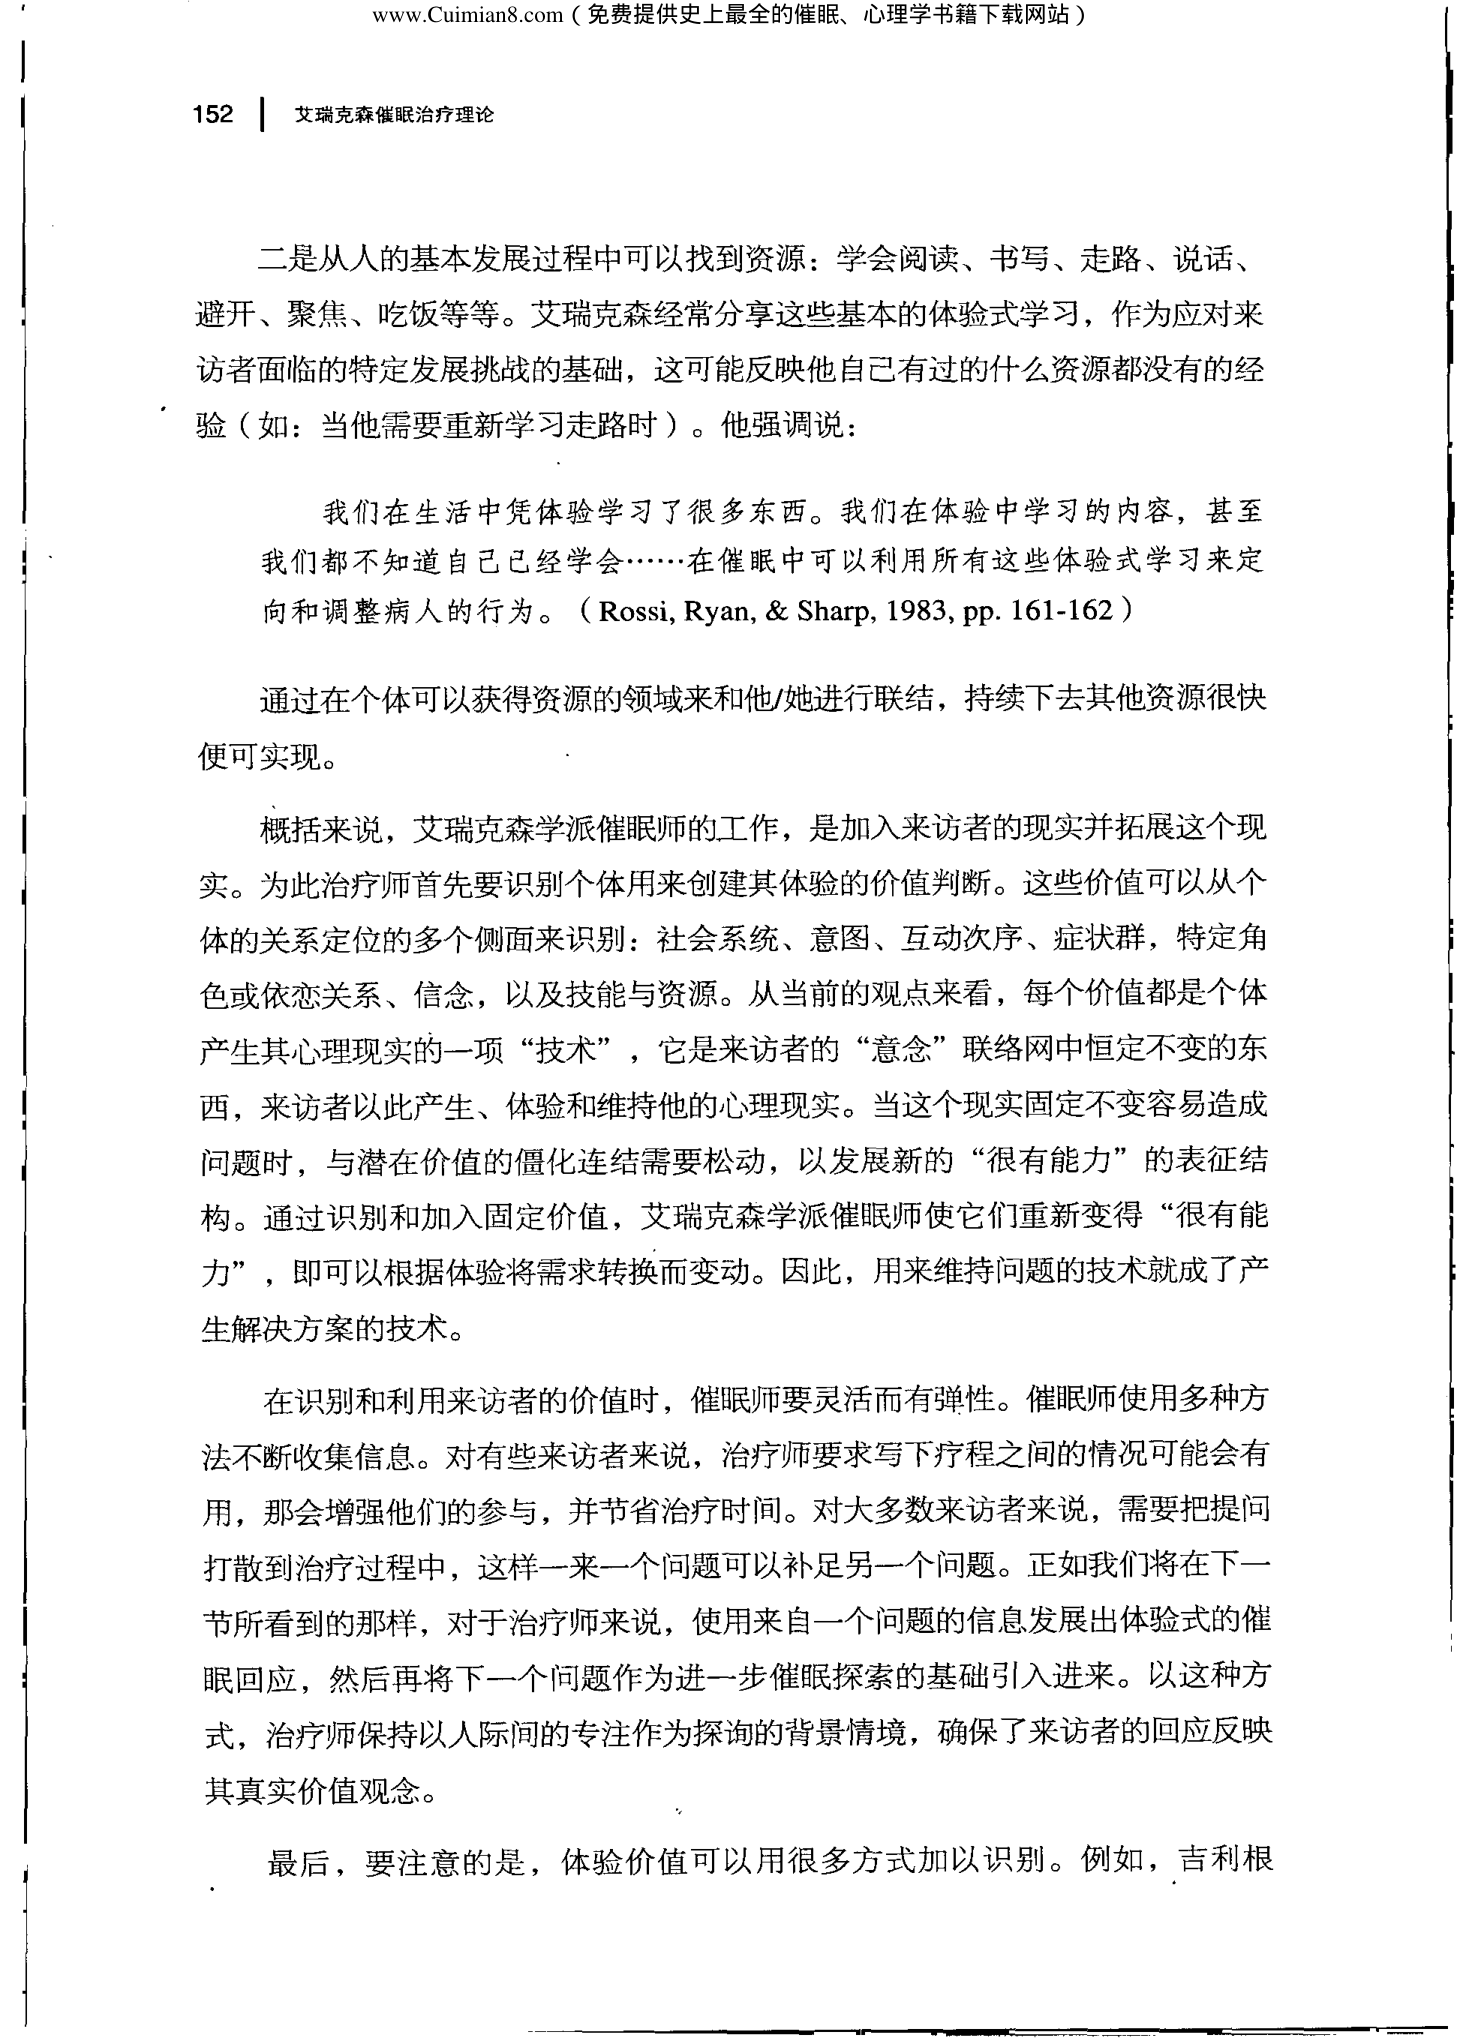 www.Cuimian8.com（免费提供史上最全的催眠、心理学书籍下载网站）
152 | 艾瑞克森催眠治疗理论
二是从人的基本发展过程中可以找到资源：学会阅读、书写、走路、说话、
避开、聚焦、吃饭等等。艾瑞克森经常分享这些基本的体验式学习，作为应对来
访者面临的特定发展挑战的基础，这可能反映他自己有过的什么资源都没有的经
验（如：当他需要重新学习走路时）。他强调说：
我们在生活中凭体验学习了很多东西。我们在体验中学习的内容，甚至
我们都不知道自己已经学会……在催眠中可以利用所有这些体验式学习来定
向和调整病人的行为。（Rossi, Ryan, & Sharp, 1983, pp. 161-162）
通过在个体可以获得资源的领域来和他/她进行联结，持续下去其他资源很快
便可实现。
概括来说，艾瑞克森学派催眠师的工作，是加入来访者的现实并拓展这个现
实。为此治疗师首先要识别个体用来创建其体验的价值判断。这些价值可以从个
体的关系定位的多个侧面来识别：社会系统、意图、互动次序、症状群，特定角
色或依恋关系、信念，以及技能与资源。从当前的观点来看，每个价值都是个体
产生其心理现实的一项“技术”，它是来访者的“意念”联络网中恒定不变的东
西，来访者以此产生、体验和维持他的心理现实。当这个现实固定不变容易造成
问题时，与潜在价值的僵化连结需要松动，以发展新的“很有能力”的表征结
构。通过识别和加入固定价值，艾瑞克森学派催眠师使它们重新变得“很有能
力”，即可以根据体验将需求转换而变动。因此，用来维持问题的技术就成了产
生解决方案的技术。
在识别和利用来访者的价值时，催眠师要灵活而有弹性。催眠师使用多种方
法不断收集信息。对有些来访者来说，治疗师要求写下疗程之间的情况可能会有
用，那会增强他们的参与，并节省治疗时间。对大多数来访者来说，需要把提问
打散到治疗过程中，这样一来一个问题可以补足另一个问题。正如我们将在下一
节所看到的那样，对于治疗师来说，使用来自一个问题的信息发展出体验式的催
眠回应，然后再将下一个问题作为进一步催眠探索的基础引入进来。以这种方
式，治疗师保持以人际间的专注作为探询的背景情境，确保了来访者的回应反映
其真实价值观念。
最后，要注意的是，体验价值可以用很多方式加以识别。例如，吉利根